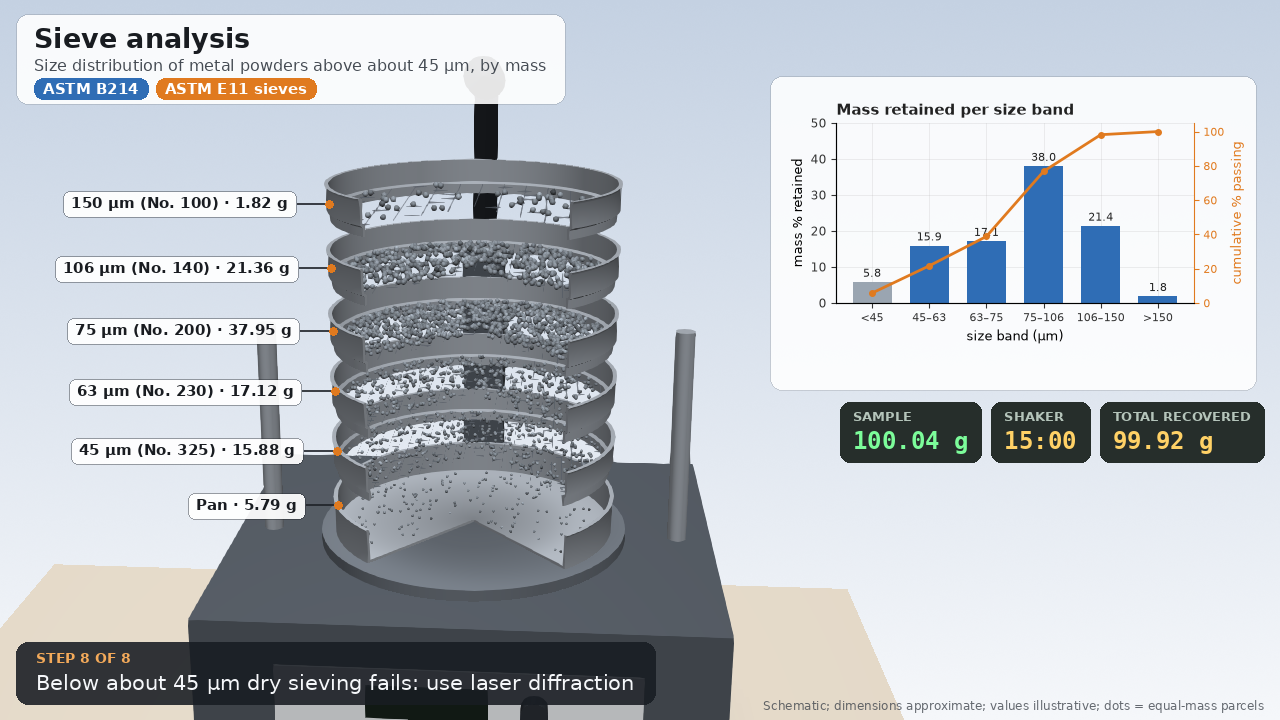 Sieve analysis
Size distribution of metal powders above about 45 µm, by mass
ASTM B214 ASTM E11 sieves
150 µm (No. 100) · 1.82 g
106 µm (No. 140) · 21.36 g
75 µm (No. 200) · 37.95 g
63 µm (No. 230) · 17.12 g
45 µm (No. 325) · 15.88 g
Pan · 5.79 g
Mass retained per size band
mass % retained
50
40
30
20
10
0
5.8
15.9
17.1
38.0
21.4
1.8
<45 45–63 63–75 75–106 106–150 >150
size band (µm)
100
80
60
40
20
0
cumulative % passing
SAMPLE
100.04 g
SHAKER
15:00
TOTAL RECOVERED
99.92 g
STEP 8 OF 8
Below about 45 µm dry sieving fails: use laser diffraction
Schematic; dimensions approximate; values illustrative; dots = equal-mass parcels